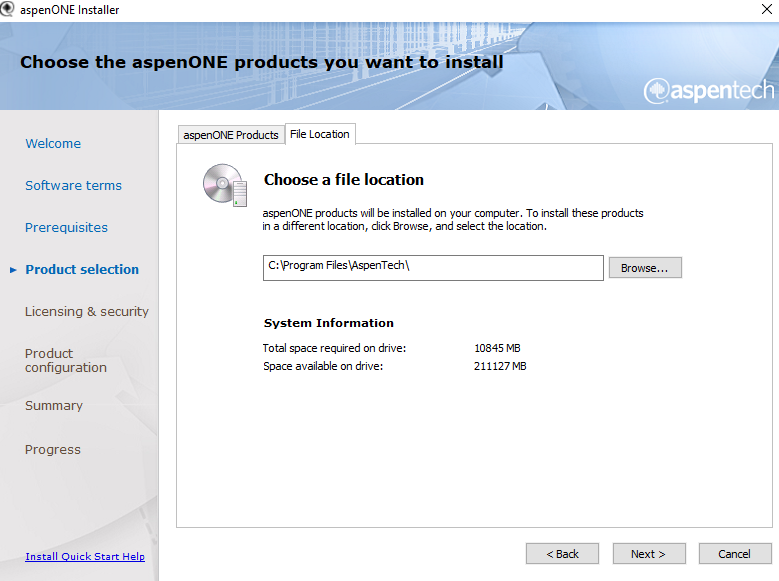 aspenONE Installer
Choose the aspenONE products you want to install
aspentech
Welcome
Software terms
Prerequisites
Product selection
Licensing & security
Product
configuration
Summary
Progress
Install Quick Start Help
aspenONE Products
File Location
Choose a file location
aspenONE products will be installed on your computer. To install these products
in a different location, click Browse, and select the location.
C:\Program Files\AspenTech\
Browse...
System Information
Total space required on drive: 10845 MB
Space available on drive: 211127 MB
< Back
Next >
Cancel